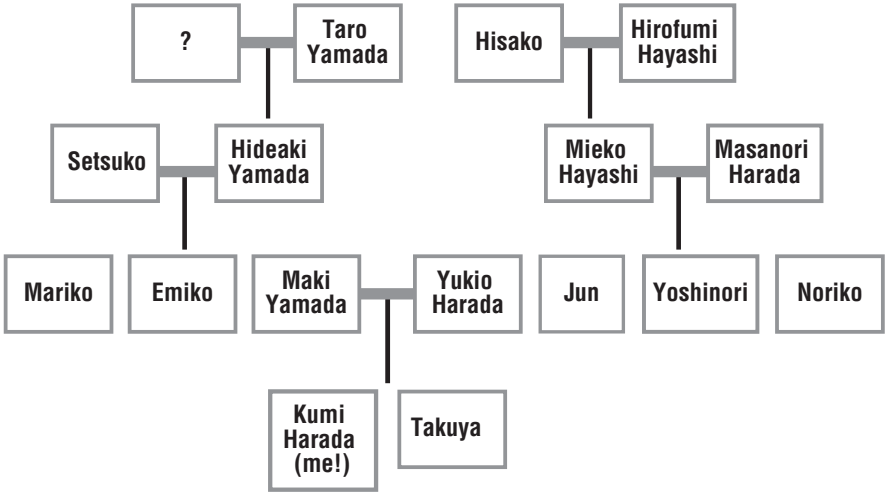 ?
Taro
Yamada
Hisako
Hirofumi
Hayashi
Setsuko
Hideaki
Yamada
Mieko
Hayashi
Masanori
Harada
Mariko
Emiko
Maki
Yamada
Yukio
Harada
Jun
Yoshinori
Noriko
Kumi
Harada
(me!)
Takuya